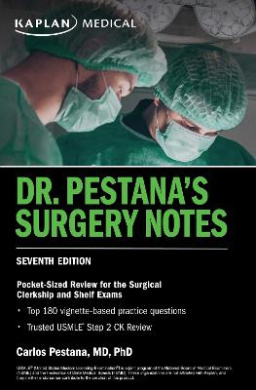 KAPLAN MEDICAL
DR. PESTANA'S
SURGERY NOTES
SEVENTH EDITION
Pocket-Sized Review for the Surgical
Clerkship and Shelf Exams
• Top 180 vignette-based practice questions
• Trusted USMLE® Step 2 CK Review
Carlos Pestana, MD, PhD